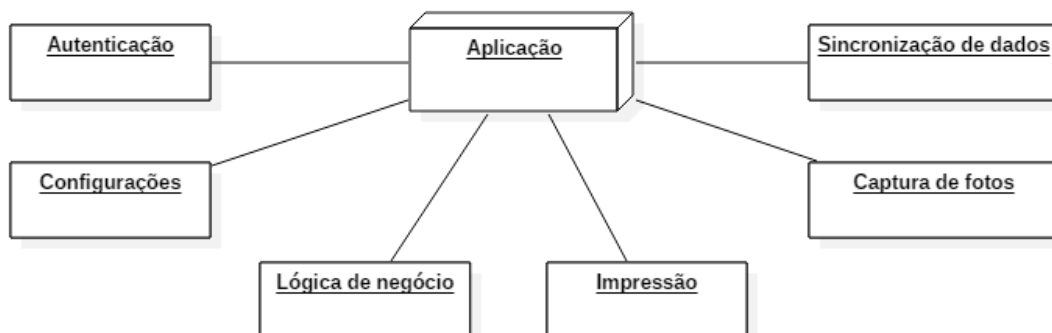 Autenticação
Aplicação
Sincronização de dados
Configurações
Captura de fotos
Lógica de negócio
Impressão